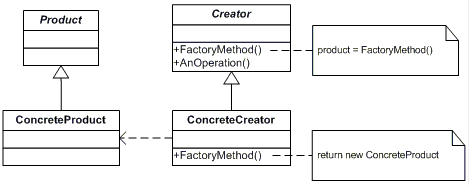 Product
Creator
+FactoryMethod()
+AnOperation()
product = FactoryMethod()
ConcreteProduct
ConcreteCreator
+FactoryMethod()
return new ConcreteProduct